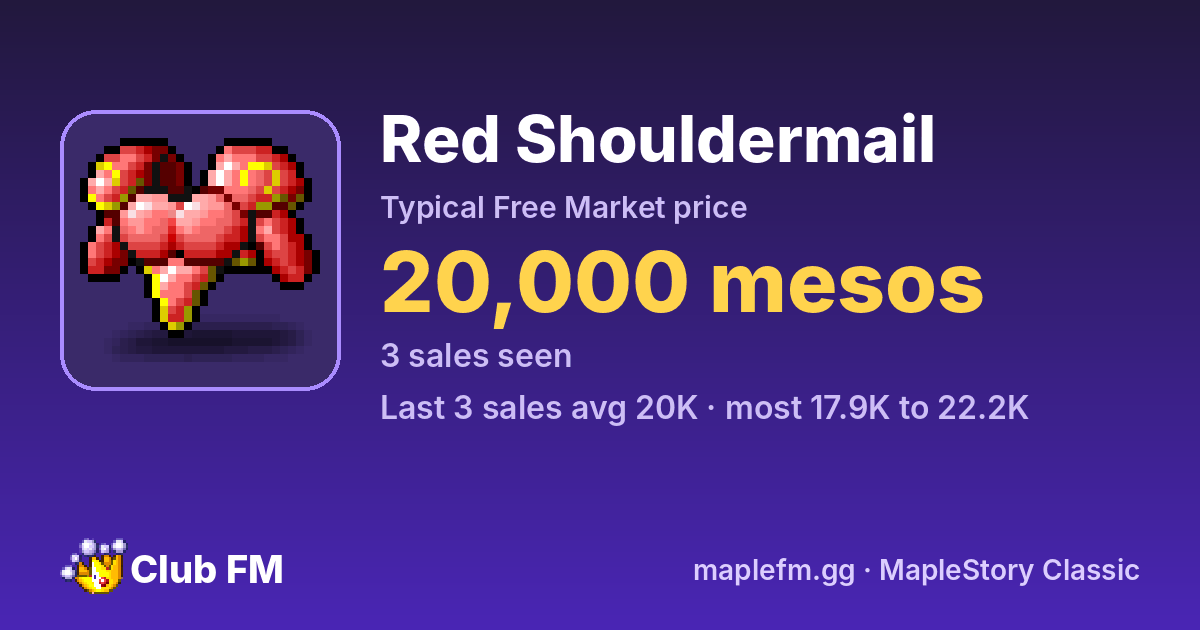 Red Shouldermail
Typical Free Market price
20,000 mesos
3 sales seen
Last 3 sales avg 20K · most 17.9K to 22.2K
Club FM
maplefm.gg · MapleStory Classic